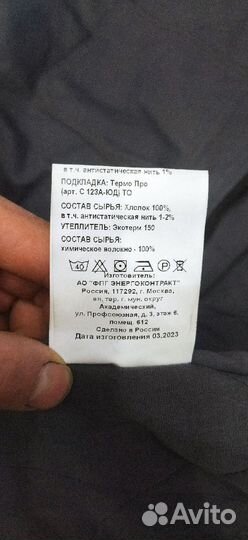 в т.ч. антистатическая нить 1%
ПОДКЛАДКА: Термо Про
(арт. С 123А-ЮД) ТО
СОСТАВ СЫРЬЯ: Хлопок 100%,
в т.ч. антистатическая нить 1-2%
УТЕПЛИТЕЛЬ: Экотерм 150
СОСТАВ СЫРЬЯ:
химическое волокно - 100%
40 P
Изготовитель:
АО "ФПГ ЭНЕРГОКОНТРАКТ"
Россия, 117292, г. Москва,
вн. тер. г. мун. округ
Академический,
ул. Профсоюзная, д. 3, этаж 6,
помещ. 612
Сделано в России
Дата изготовления 03.2023
Avito